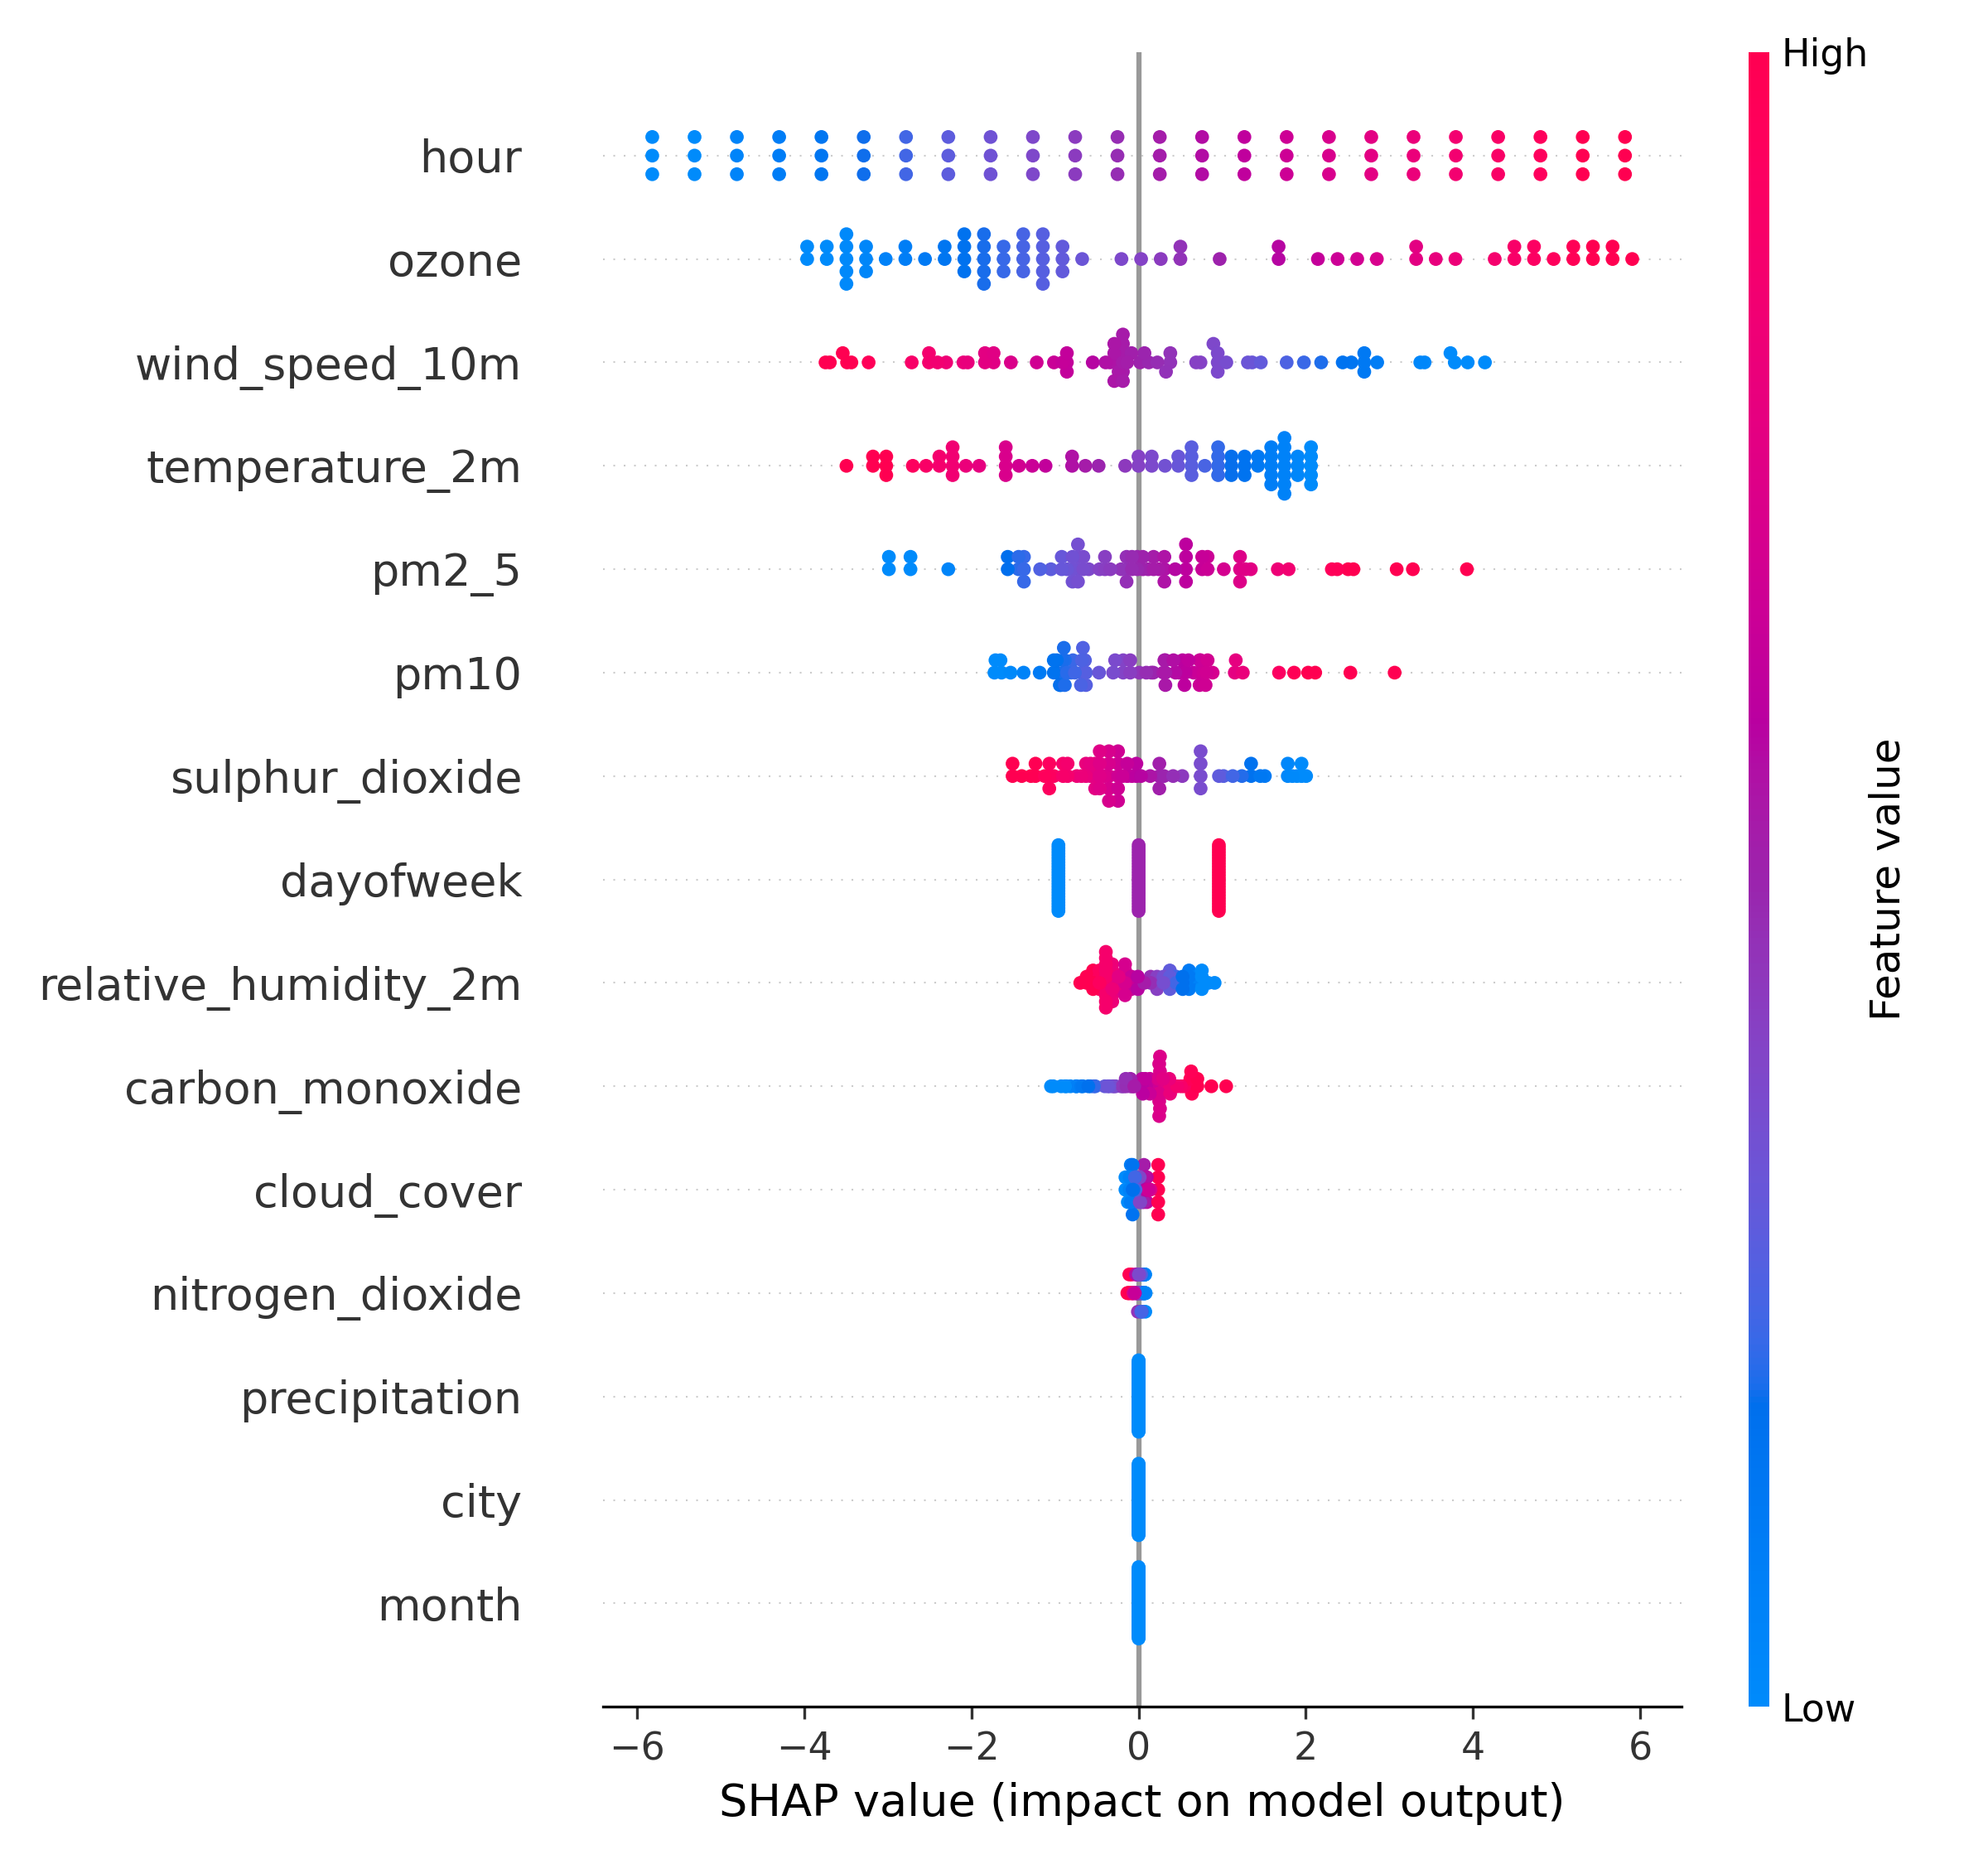 High
hour
ozone
wind_speed_10m
temperature_2m
pm2_5
pm10
sulphur_dioxide
dayofweek
relative_humidity_2m
carbon_monoxide
cloud_cover
nitrogen_dioxide
precipitation
city
month
Feature value
Low
−6 −4 −2 0 2 4 6
SHAP value (impact on model output)